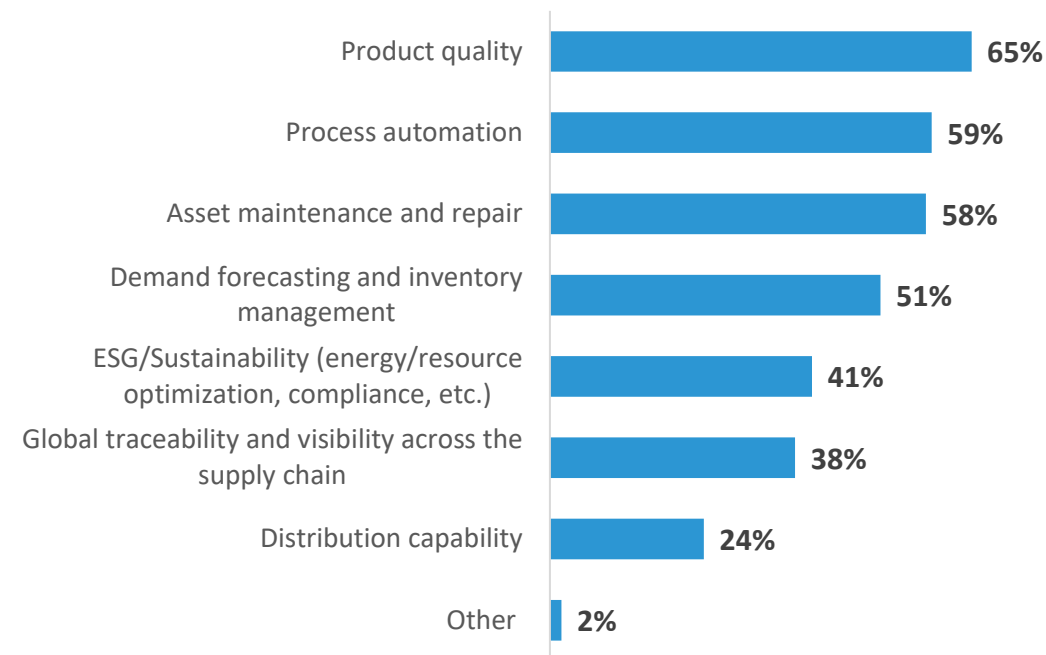 Product quality
65%
Process automation
59%
Asset maintenance and repair
58%
Demand forecasting and inventory
management
51%
ESG/Sustainability (energy/resource
optimization, compliance, etc.)
41%
Global traceability and visibility across the
supply chain
38%
Distribution capability
24%
Other
2%